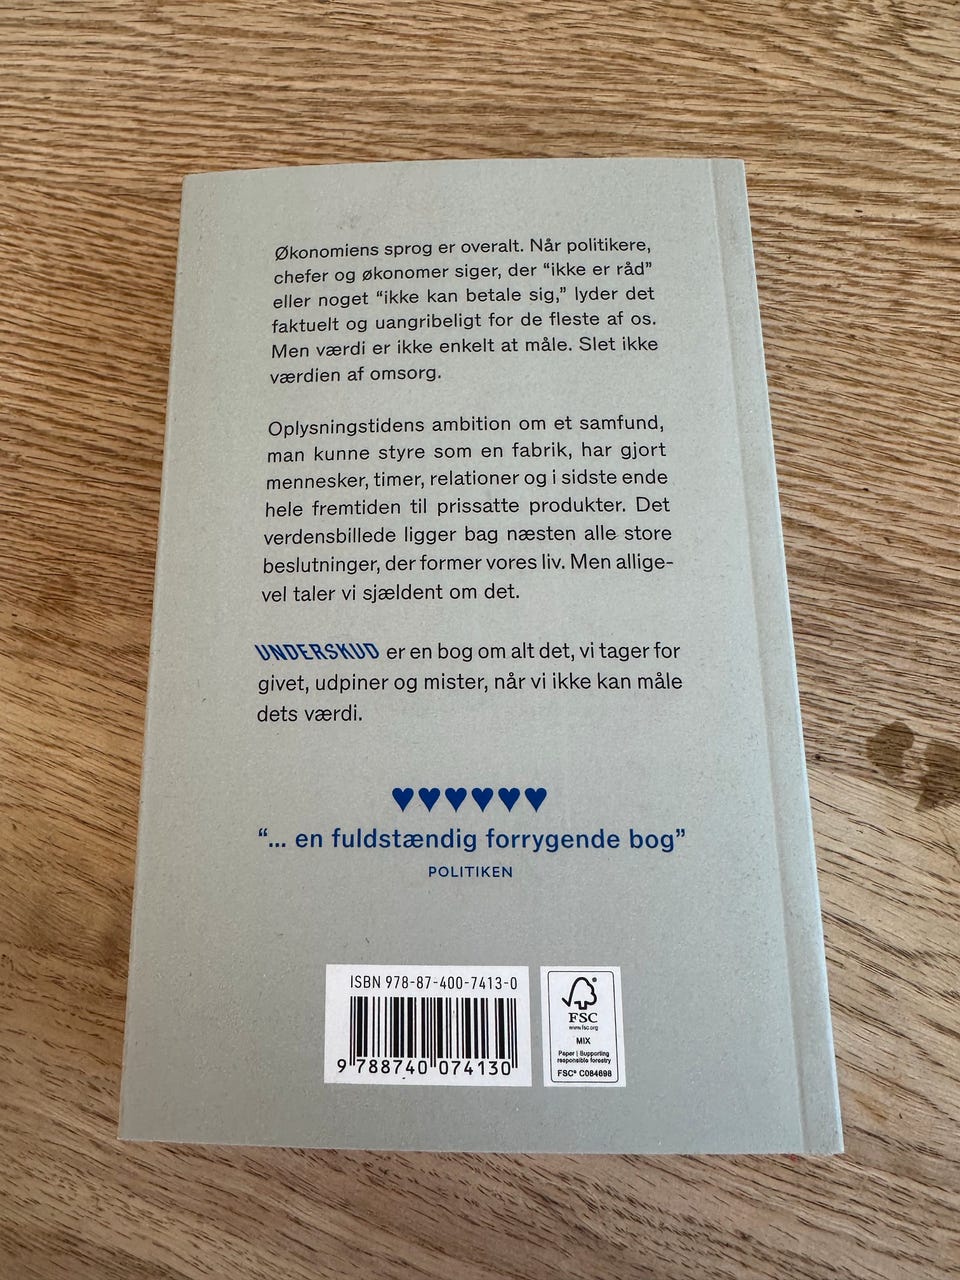 Økonomiens sprog er overalt. Når politikere,
chefer og økonomer siger, der “ikke er råd”
eller noget “ikke kan betale sig,” lyder det
faktuelt og uangribeligt for de fleste af os.
Men værdi er ikke enkelt at måle. Slet ikke
værdien af omsorg.
Oplysningstidens ambition om et samfund,
man kunne styre som en fabrik, har gjort
mennesker, timer, relationer og i sidste ende
hele fremtiden til prissatte produkter. Det
verdensbillede ligger bag næsten alle store
beslutninger, der former vores liv. Men allige-
vel taler vi sjældent om det.
UNDERSKUD er en bog om alt det, vi tager for
givet, udpiner og mister, når vi ikke kan måle
dets værdi.
♥♥♥♥♥♥
“... en fuldstændig forrygende bog”
POLITIKEN
ISBN 978-87-400-7413-0
9 788740 074130
FSC
www.fsc.org
MIX
Paper | Supporting
responsible forestry
FSC® C084698